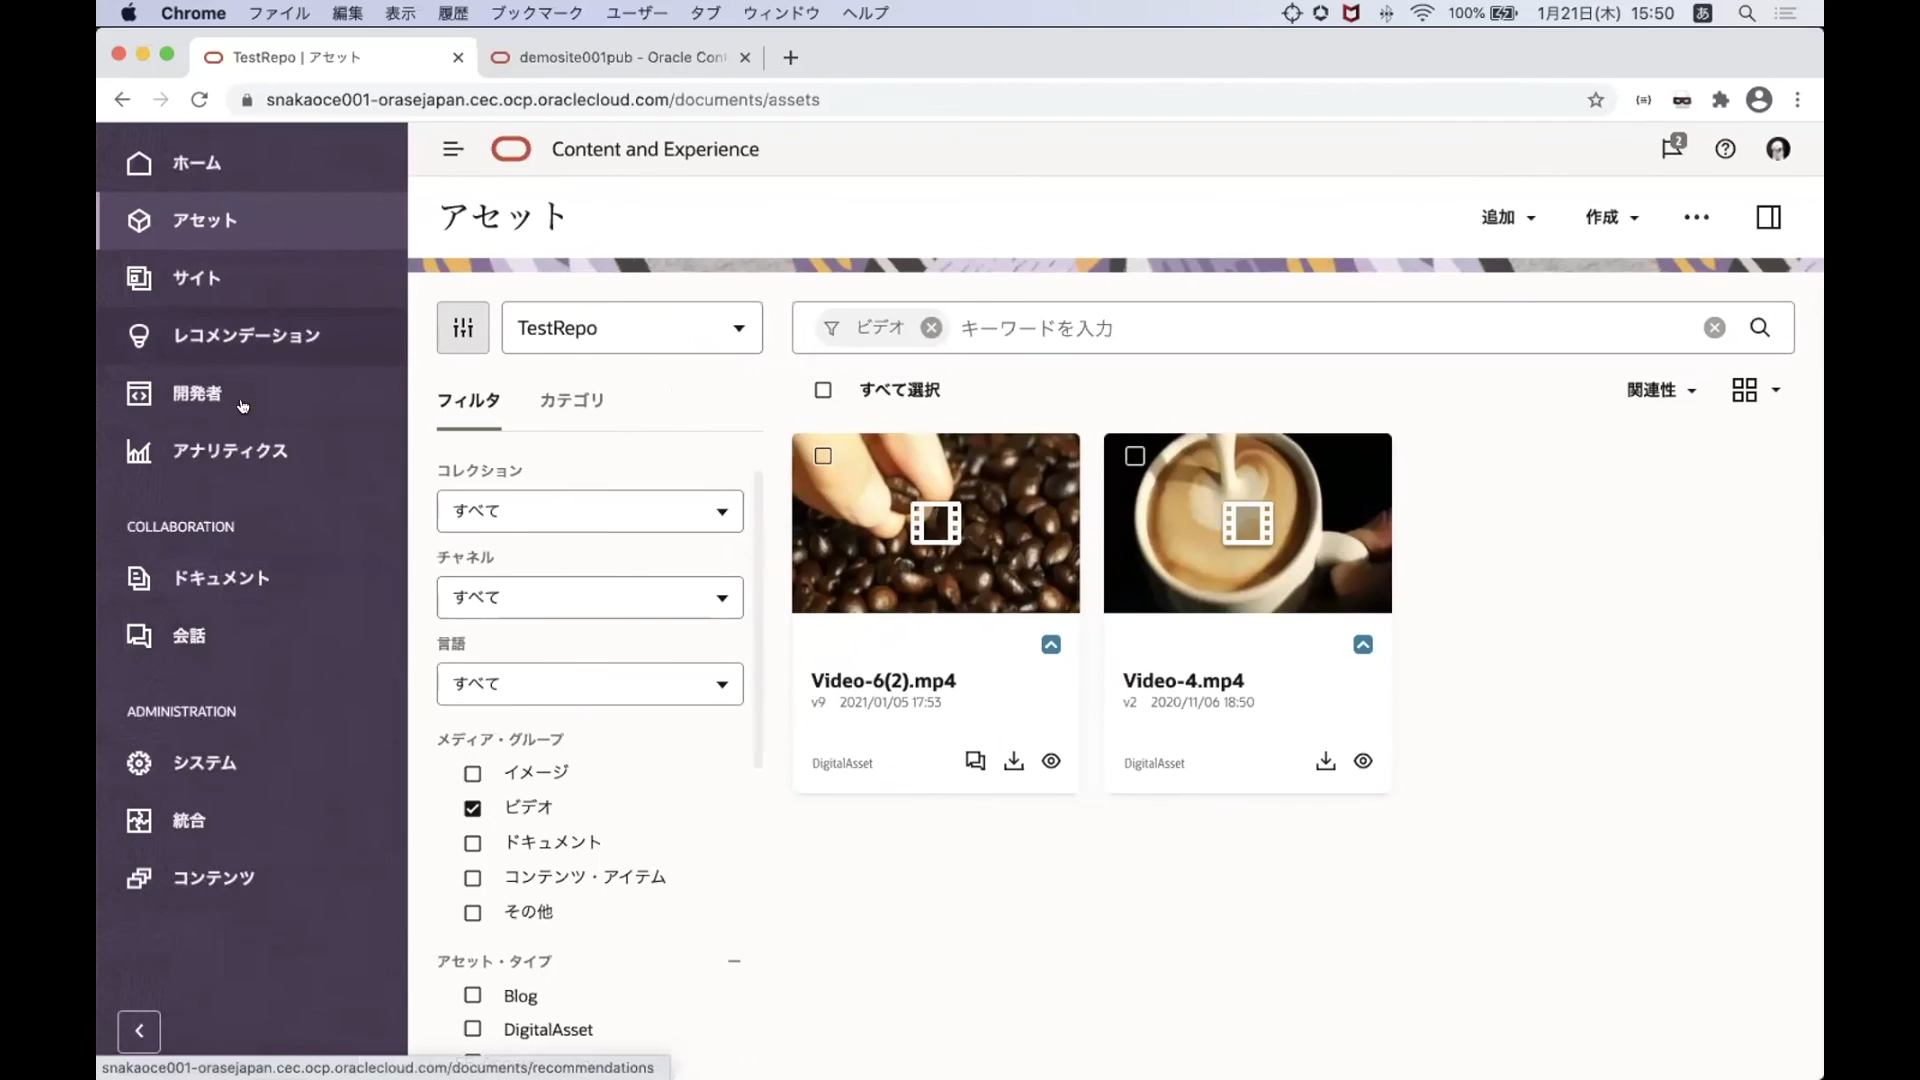 Chrome ファイル 編集 表示 履歴 ブックマーク ユーザー タブ ウィンドウ ヘルプ 100% 1月21日(木) 15:50 あ
TestRepo | アセット
demosite001pub - Oracle Con
snakaoce001-orasejapan.cec.ocp.oraclecloud.com/documents/assets
ホーム
アセット
サイト
レコメンデーション
開発者
アナリティクス
COLLABORATION
ドキュメント
会話
ADMINISTRATION
システム
統合
コンテンツ
snakaoce001-orasejapan.cec.ocp.oraclecloud.com/documents/recommendations
Content and Experience
2
アセット
追加
作成
TestRepo
ビデオ
キーワードを入力
フィルタ
カテゴリ
すべて選択
関連性
コレクション
すべて
チャネル
すべて
言語
すべて
メディア・グループ
イメージ
ビデオ
ドキュメント
コンテンツ・アイテム
その他
アセット・タイプ
Blog
DigitalAsset
Video-6(2).mp4
v9 2021/01/05 17:53
DigitalAsset
Video-4.mp4
v2 2020/11/06 18:50
DigitalAsset